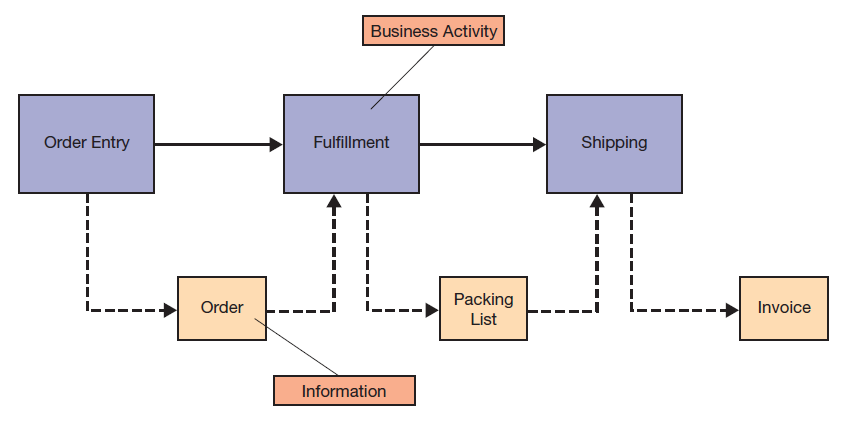 Business Activity
Order Entry
Fulfillment
Shipping
Order
Packing
List
Invoice
Information